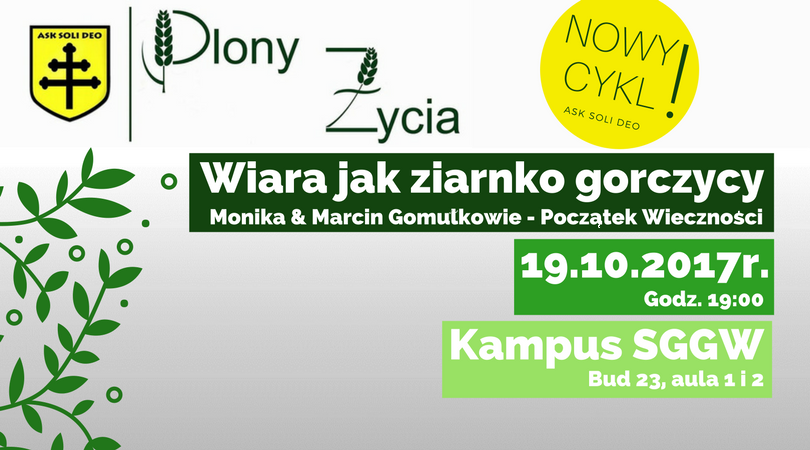 ASK SOLI DEO
Plony
Życia
NOWY
CYKL!
ASK SOLI DEO
Wiara jak ziarnko gorczycy
Monika & Marcin Gomułkowie - Początek Wieczności
19.10.2017r.
Godz. 19:00
Kampus SGGW
Bud 23, aula 1 i 2